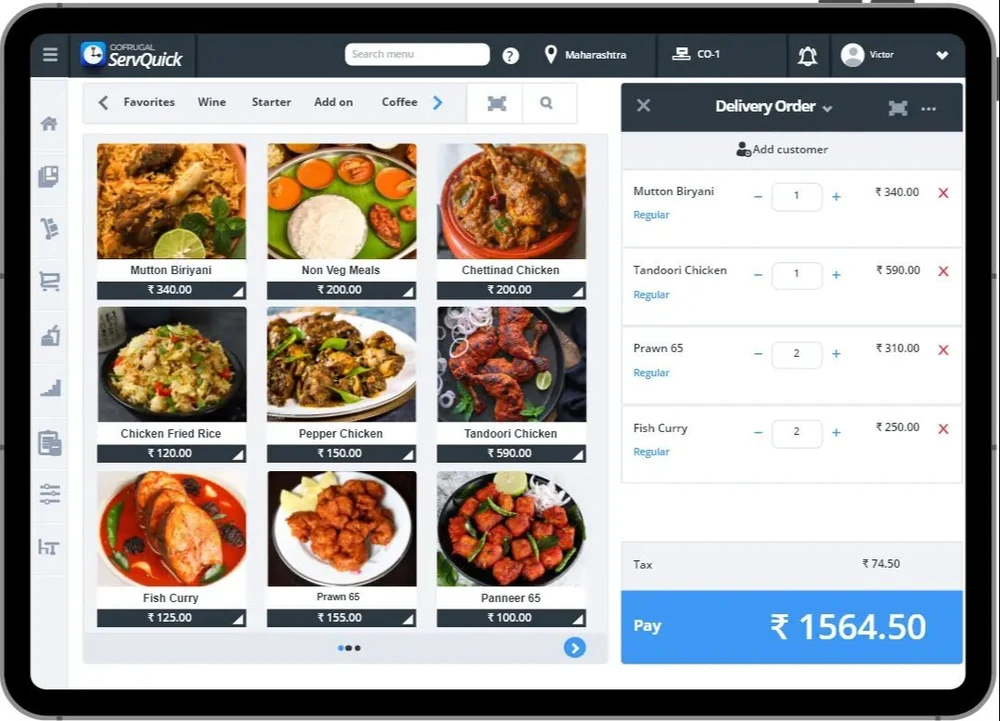 GOFRUGAL
ServQuick
Search menu
?
Maharashtra
CO-1
Victor
Favorites Wine Starter Add on Coffee
Mutton Biriyani
₹ 340.00
Non Veg Meals
₹ 200.00
Chettinad Chicken
₹ 200.00
Chicken Fried Rice
₹ 120.00
Pepper Chicken
₹ 150.00
Tandoori Chicken
₹ 590.00
Fish Curry
₹ 125.00
Prawn 65
₹ 155.00
Panneer 65
₹ 100.00
Delivery Order
Add customer
Mutton Bryani − 1 + ₹ 340.00
Regular
Tandoori Chicken − 1 + ₹ 590.00
Regular
Prawn 65 − 2 + ₹ 310.00
Regular
Fish Curry − 2 + ₹ 250.00
Regular
Tax ₹ 74.50
Pay ₹ 1564.50